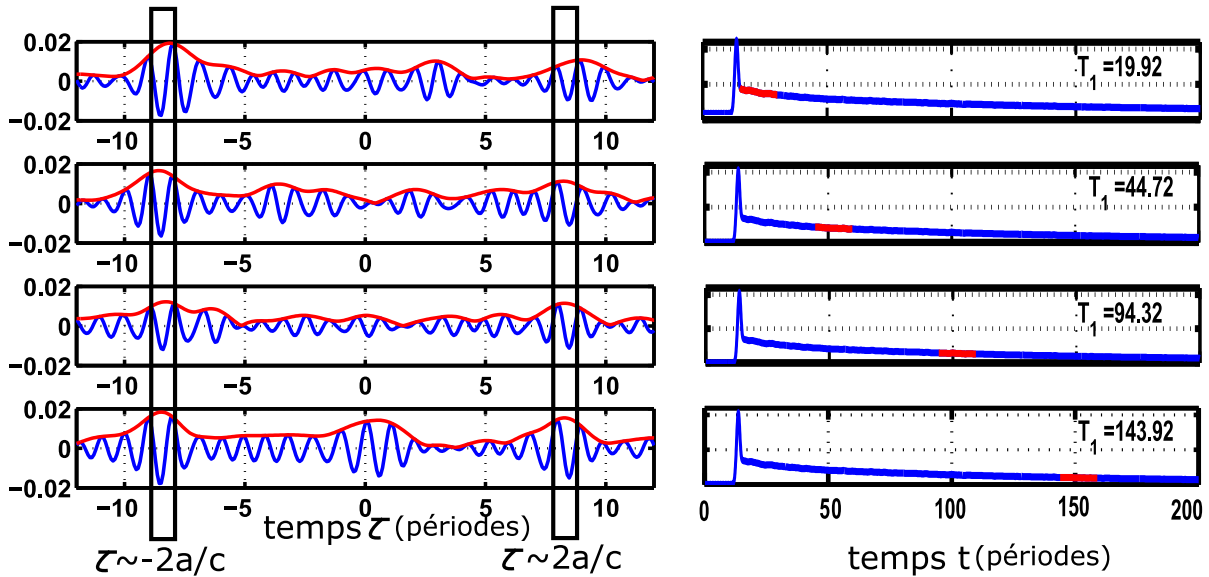 0.02
0
−0.02
−10 −5 0 5 10
T1 =19.92
0.02
0
−0.02
−10 −5 0 5 10
T1 =44.72
0.02
0
−0.02
−10 −5 0 5 10
T1 =94.32
0.02
0
−0.02
−10 −5 0 5 10
T1 =143.92
0 50 100 150 200
temps τ (périodes)
τ~-2a/c
τ~2a/c
temps t (périodes)